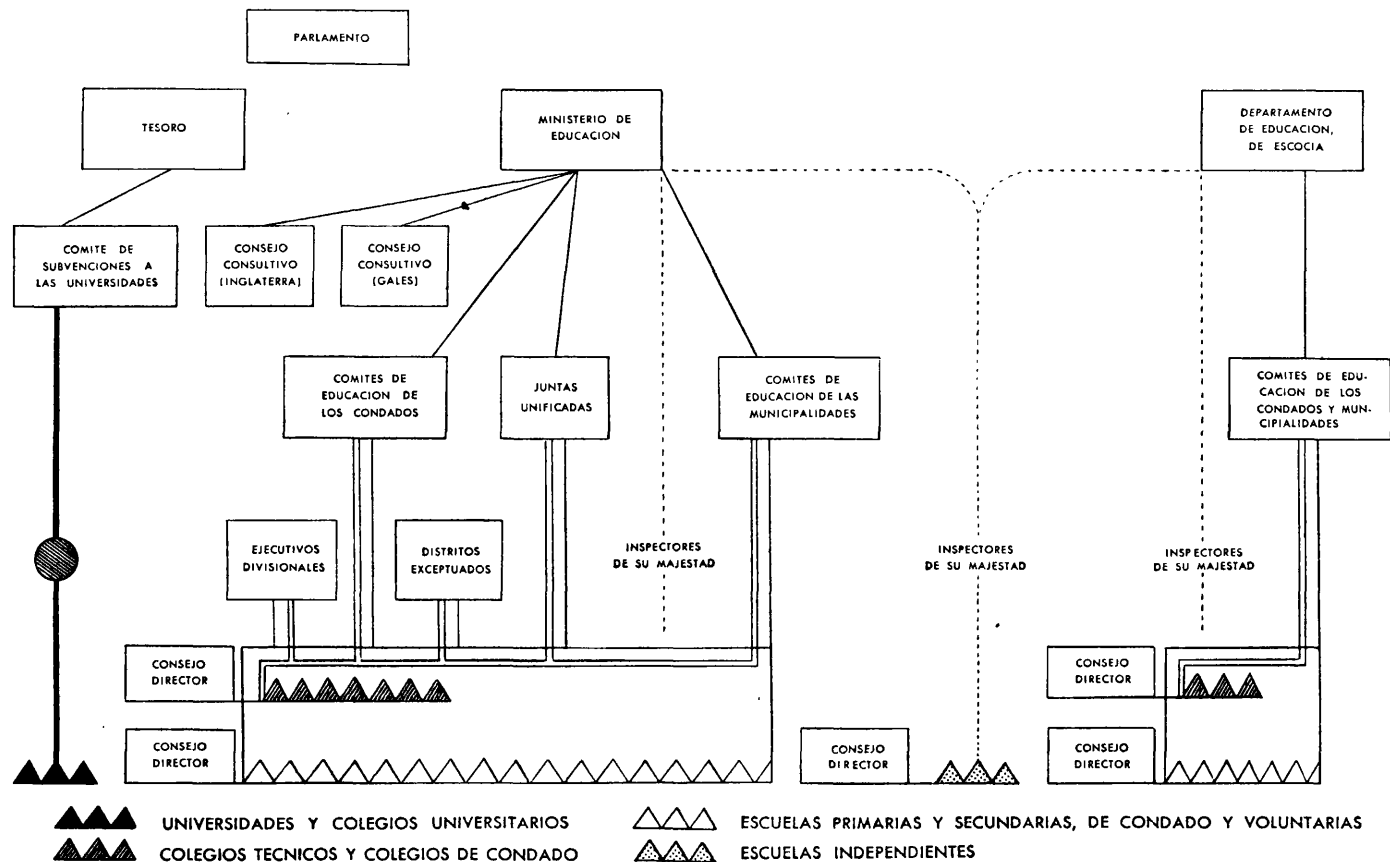 PARLAMENTO
TESORO
MINISTERIO DE
EDUCACION
DEPARTAMENTO
DE EDUCACION,
DE ESCOCIA
COMITE DE
SUBVENCIONES A
LAS UNIVERSIDADES
CONSEJO
CONSULTIVO
(INGLATERRA)
CONSEJO
CONSULTIVO
(GALES)
COMITES DE
EDUCACION DE
LOS CONDADOS
JUNTAS
UNIFICADAS
COMITES DE
EDUCACION DE LAS
MUNICIPALIDADES
COMITES DE EDU-
CACION DE LOS
CONDADOS Y MUN-
CIPIALIDADES
EJECUTIVOS
DIVISIONALES
DISTRITOS
EXCEPTUADOS
INSPECTORES
DE SU MAJESTAD
INSPECTORES
DE SU MAJESTAD
INSPECTORES
DE SU MAJESTAD
CONSEJO
DIRECTOR
CONSEJO
DIRECTOR
CONSEJO
DIRECTOR
CONSEJO
DIRECTOR
CONSEJO
DIRECTOR
UNIVERSIDADES Y COLEGIOS UNIVERSITARIOS
ESCUELAS PRIMARIAS Y SECUNDARIAS, DE CONDADO Y VOLUNTARIAS
COLEGIOS TECNICOS Y COLEGIOS DE CONDADO
ESCUELAS INDEPENDIENTES